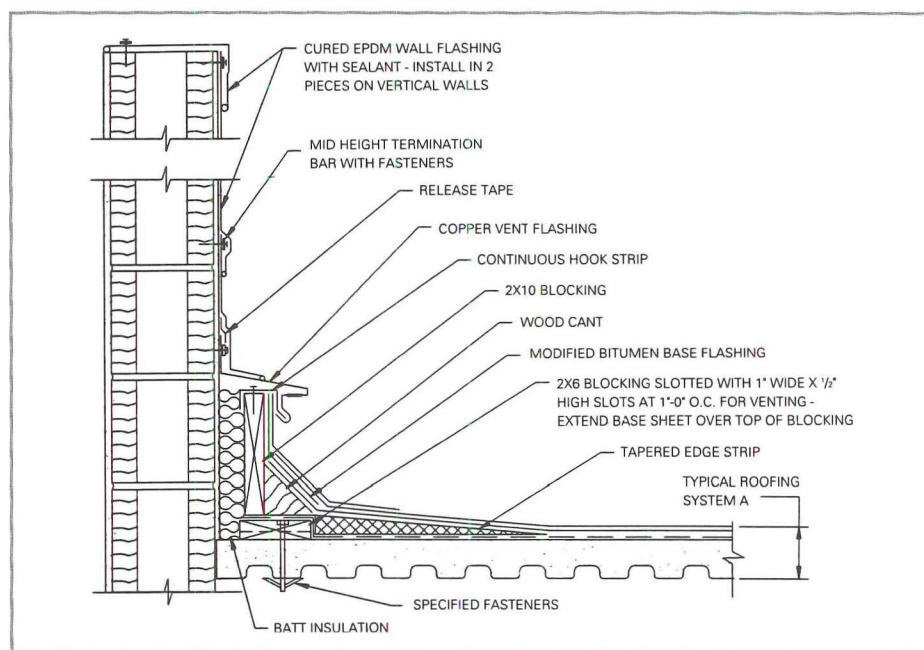 CURED EPDM WALL FLASHING
WITH SEALANT - INSTALL IN 2
PIECES ON VERTICAL WALLS
MID HEIGHT TERMINATION
BAR WITH FASTENERS
RELEASE TAPE
COPPER VENT FLASHING
CONTINUOUS HOOK STRIP
2X10 BLOCKING
WOOD CANT
MODIFIED BITUMEN BASE FLASHING
2X6 BLOCKING SLOTTED WITH 1" WIDE X ½"
HIGH SLOTS AT 1"-0" O.C. FOR VENTING -
EXTEND BASE SHEET OVER TOP OF BLOCKING
TAPERED EDGE STRIP
TYPICAL ROOFING
SYSTEM A
SPECIFIED FASTENERS
BATT INSULATION